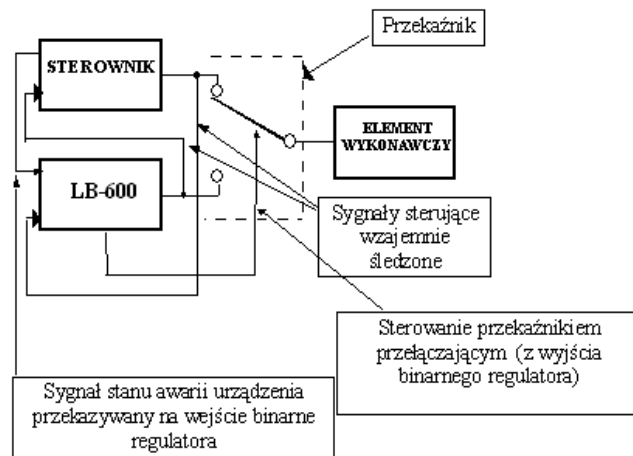 Przekaźnik
STEROWNIK
ELEMENT
WYKONAWCZY
LB-600
Sygnały sterujące
wzajemnie
śledzone
Sterowanie przekaźnikiem
przełączającym (z wyjścia
binarnego regulatora)
Sygnał stanu awarii urządzenia
przekazywany na wejście binarne
regulatora